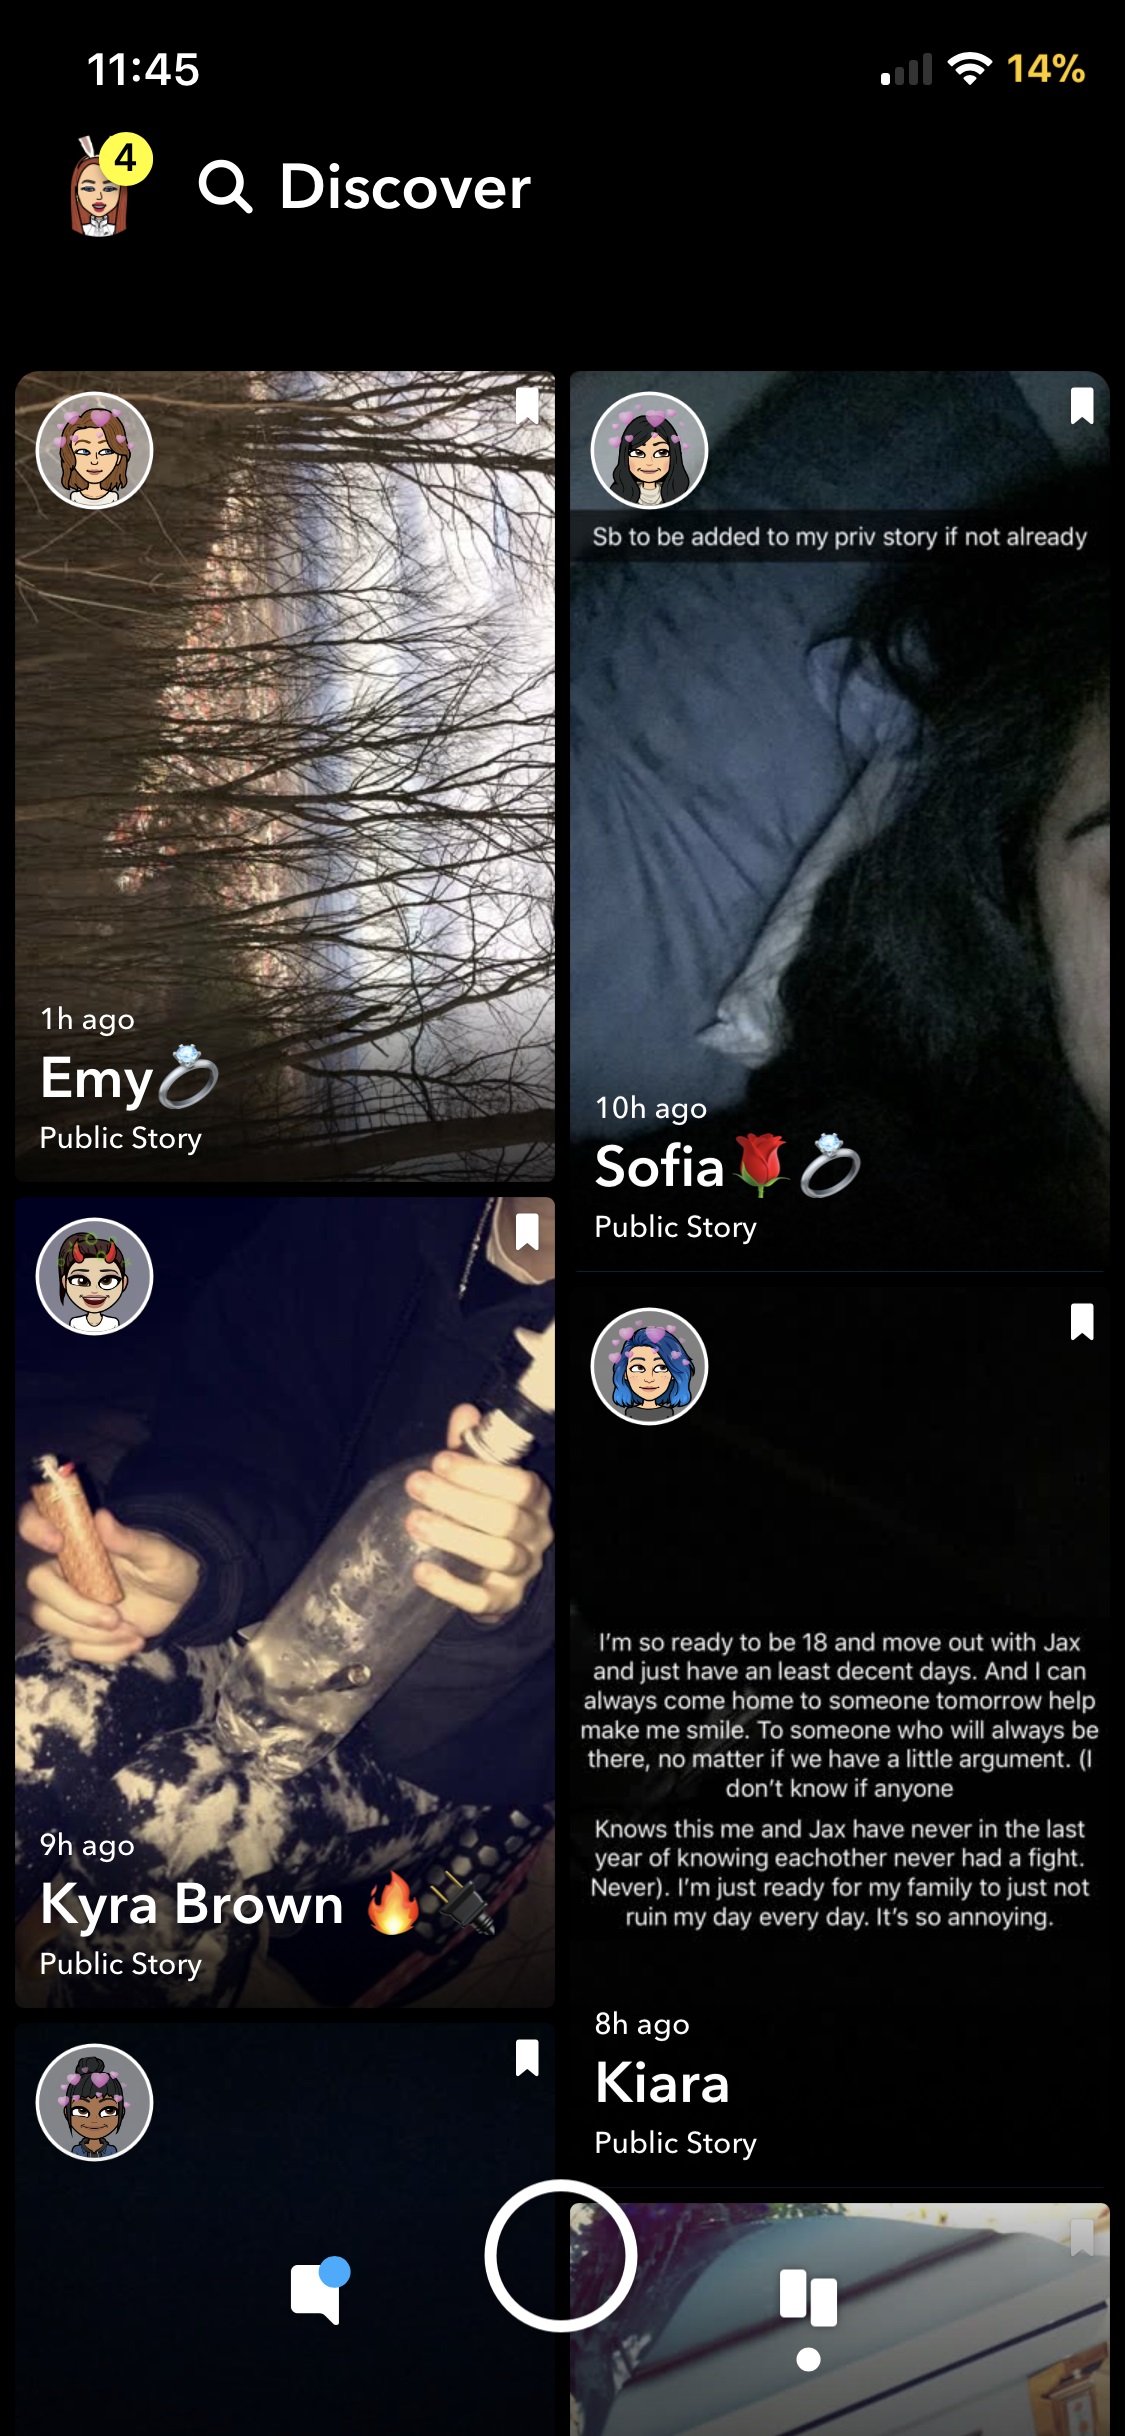 11:45
14%
4
Discover
1h ago
Emy💍
Public Story
Sb to be added to my priv story if not already
10h ago
Sofia🌹💍
Public Story
9h ago
Kyra Brown 🔥🔌
Public Story
I'm so ready to be 18 and move out with Jax
and just have an least decent days. And I can
always come home to someone tomorrow help
make me smile. To someone who will always be
there, no matter if we have a little argument. (I
don't know if anyone
Knows this me and Jax have never in the last
year of knowing eachother never had a fight.
Never). I'm just ready for my family to just not
ruin my day every day. It's so annoying.
8h ago
Kiara
Public Story